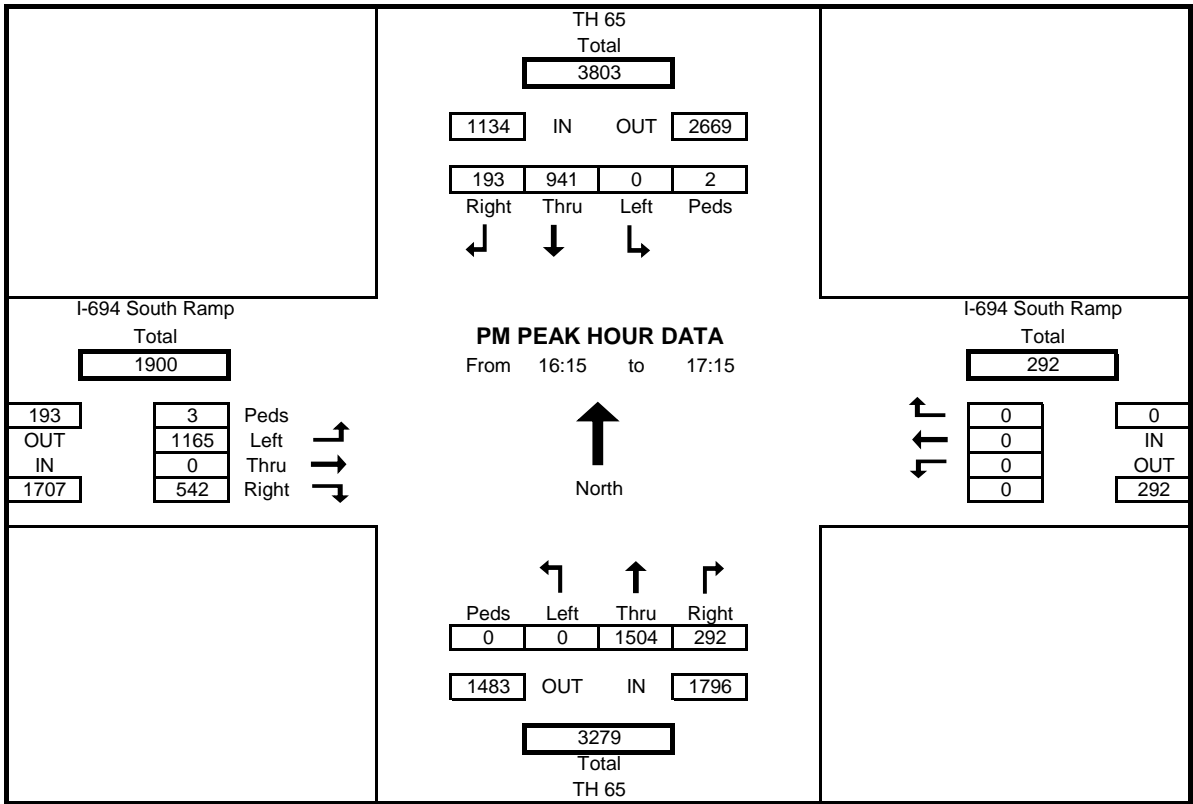 TH 65
Total
3803
1134 IN OUT 2669
193 941 0 2
Right Thru Left Peds
I-694 South Ramp
Total
1900
193
OUT
IN
1707
3 Peds
1165 Left
0 Thru
542 Right
PM PEAK HOUR DATA
From 16:15 to 17:15
North
I-694 South Ramp
Total
292
0
0
0
0
0
IN
OUT
292
Peds Left Thru Right
0 0 1504 292
1483 OUT IN 1796
3279
Total
TH 65